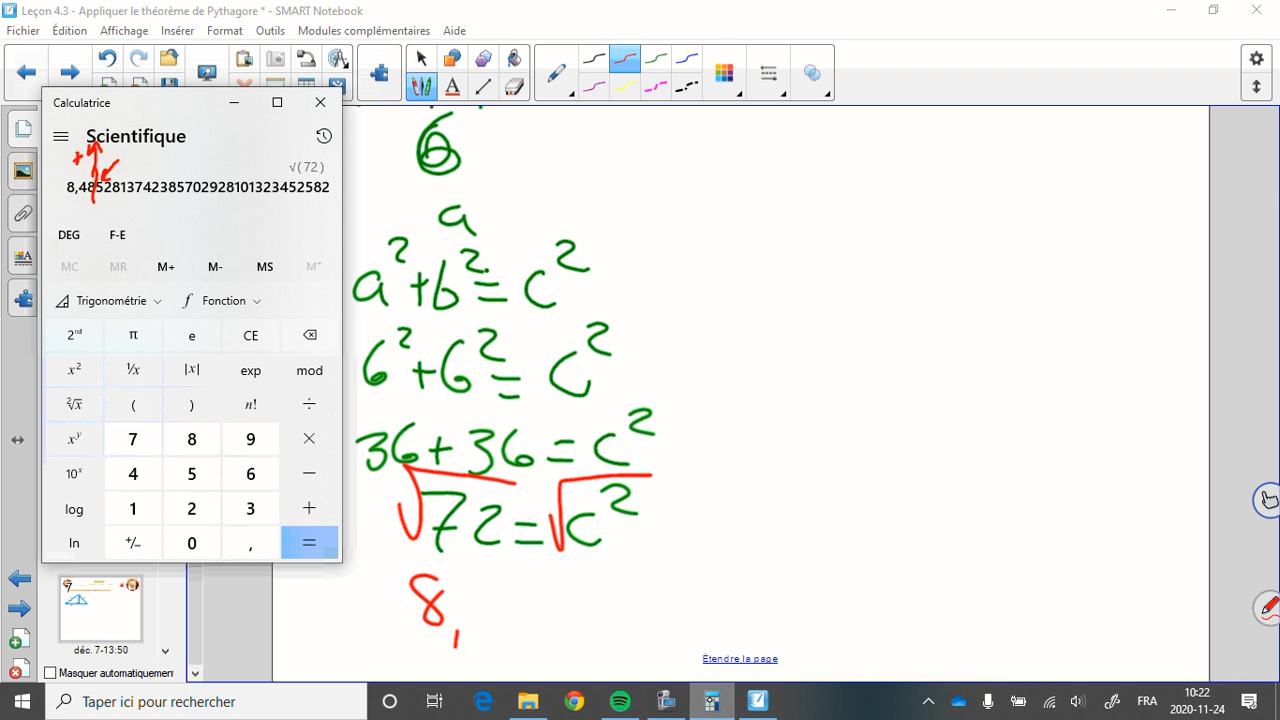 Leçon 4.3 - Appliquer le théorème de Pythagore * - SMART Notebook
Fichier Édition Affichage Insérer Format Outils Modules complémentaires Aide
Calculatrice
Scientifique
√(72)
8,4852813742385702928101323452582
+
DEG F-E
MC MR M+ M- MS
Trigonométrie Fonction
2nd π e CE
x² ¹/x |x| exp mod
²√x ( ) n! ÷
xʸ 7 8 9 ×
10ˣ 4 5 6 −
log 1 2 3 +
ln +/− 0 , =
6
a
a² + b² = c²
6² + 6² = c²
36 + 36 = c²
√72 = √c²
8,
Étendre la page
7
déc. 7-13:50
Masquer automatiquement
Taper ici pour rechercher
FRA
10:22
2020-11-24